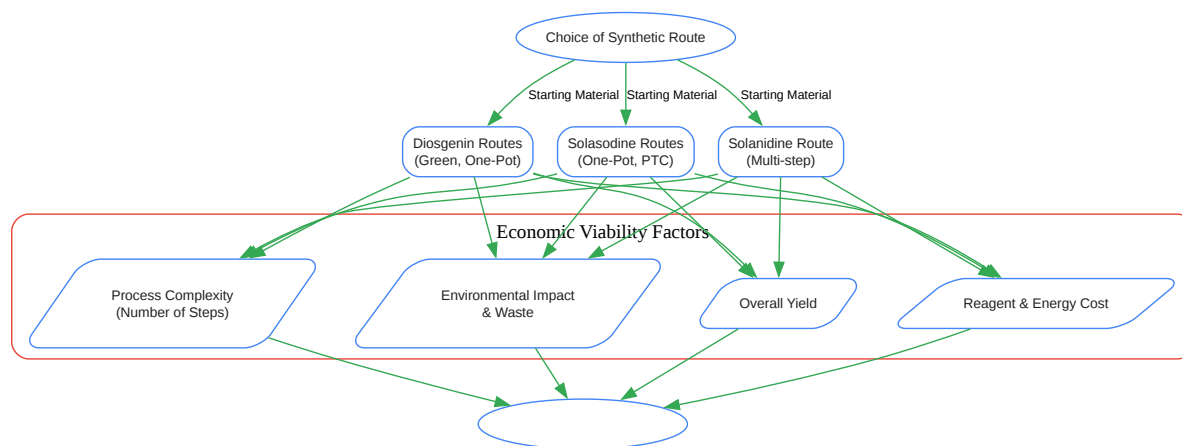 Choice of Synthetic Route
Starting Material Starting Material Starting Material
Diosgenin Routes
(Green, One-Pot)
Solasodine Routes
(One-Pot, PTC)
Solanidine Route
(Multi-step)
Economic Viability Factors
Process Complexity
(Number of Steps)
Environmental Impact
& Waste
Overall Yield
Reagent & Energy Cost